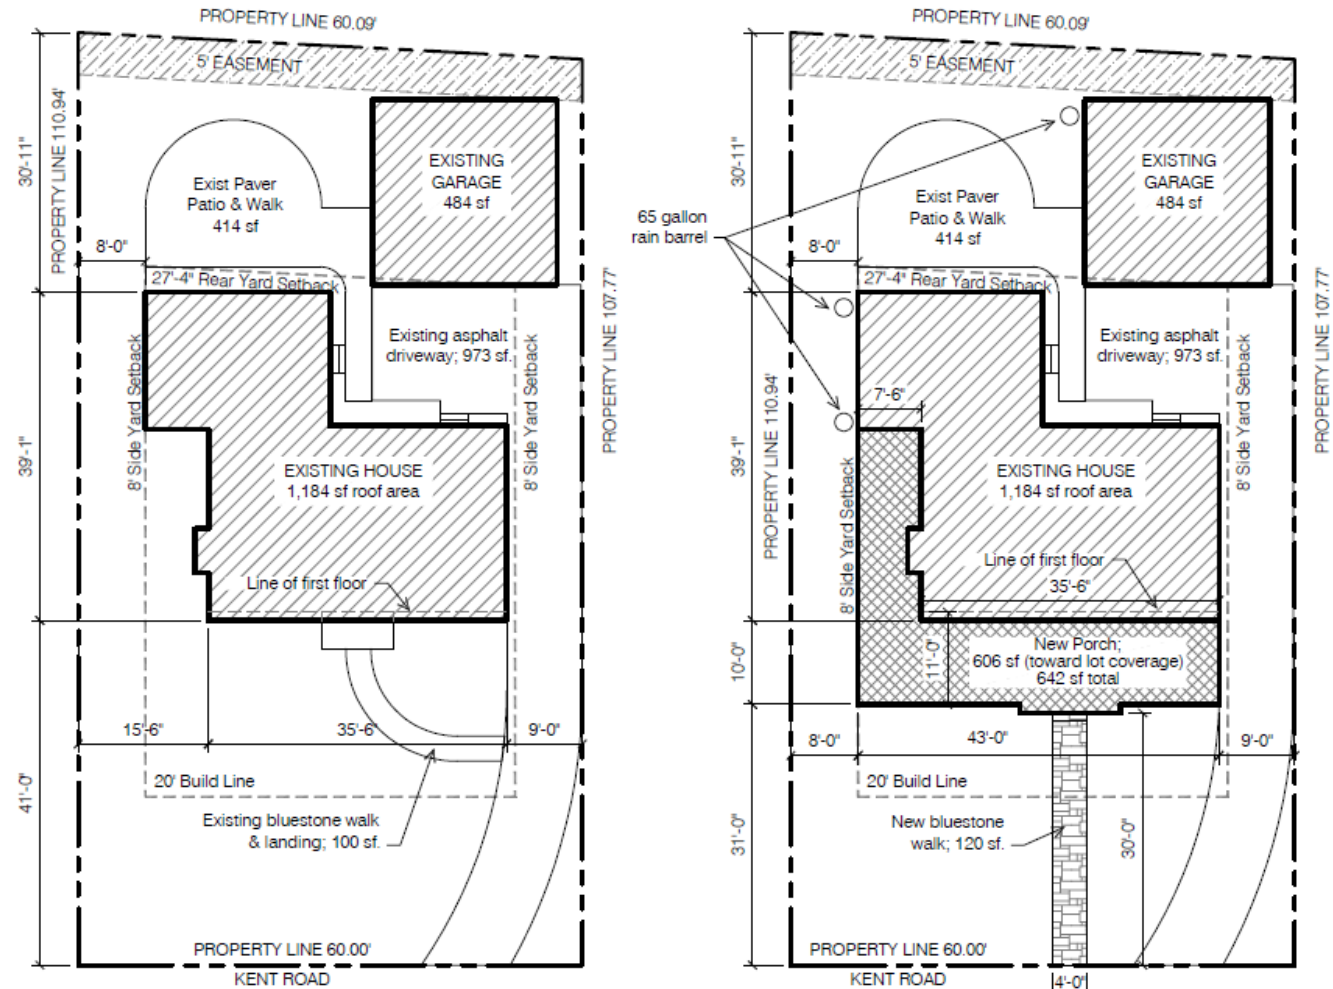 PROPERTY LINE 60.09'
5' EASEMENT
PROPERTY LINE 110.94'
30'-11"
EXISTING
GARAGE
484 sf
Exist Paver
Patio & Walk
414 sf
8'-0"
27'-4" Rear Yard Setback
Existing asphalt
driveway; 973 sf.
8' Side Yard Setback
8' Side Yard Setback
PROPERTY LINE 107.77'
39'-1"
EXISTING HOUSE
1,184 sf roof area
Line of first floor
15'-6"
35'-6"
9'-0"
41'-0"
20' Build Line
Existing bluestone walk
& landing; 100 sf.
PROPERTY LINE 60.00'
KENT ROAD
PROPERTY LINE 60.09'
5' EASEMENT
30'-11"
EXISTING
GARAGE
484 sf
Exist Paver
Patio & Walk
414 sf
65 gallon
rain barrel
8'-0"
27'-4" Rear Yard Setback
Existing asphalt
driveway; 973 sf.
7'-6"
PROPERTY LINE 110.94'
8' Side Yard Setback
8' Side Yard Setback
PROPERTY LINE 107.77'
39'-1"
EXISTING HOUSE
1,184 sf roof area
Line of first floor
35'-6"
10'-0"
11'-0"
New Porch;
606 sf (toward lot coverage)
642 sf total
8'-0"
43'-0"
9'-0"
20' Build Line
31'-0"
New bluestone
walk; 120 sf.
30'-0"
PROPERTY LINE 60.00'
KENT ROAD
4'-0"